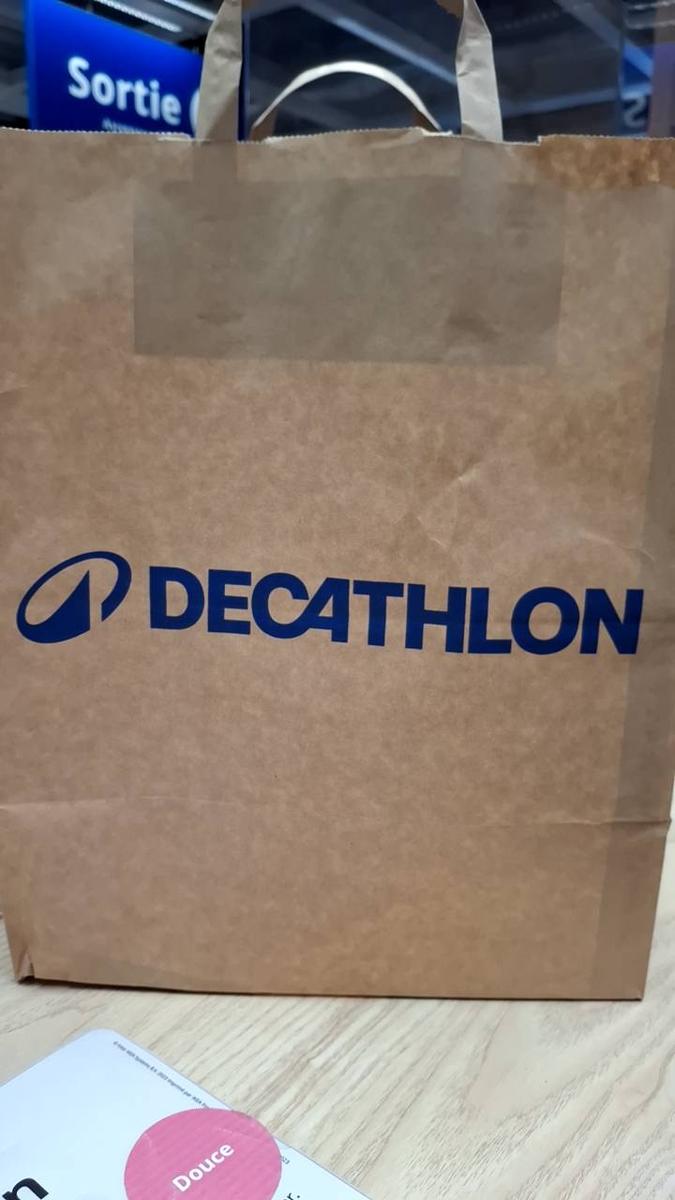 Sortie
DECATHLON
Douce
n
r.